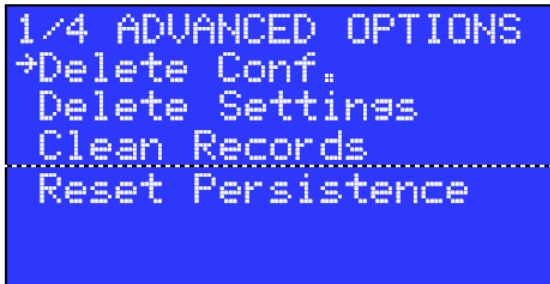 1/4 ADVANCED OPTIONS
→Delete Conf.
Delete Settings
Clean Records
Reset Persistence